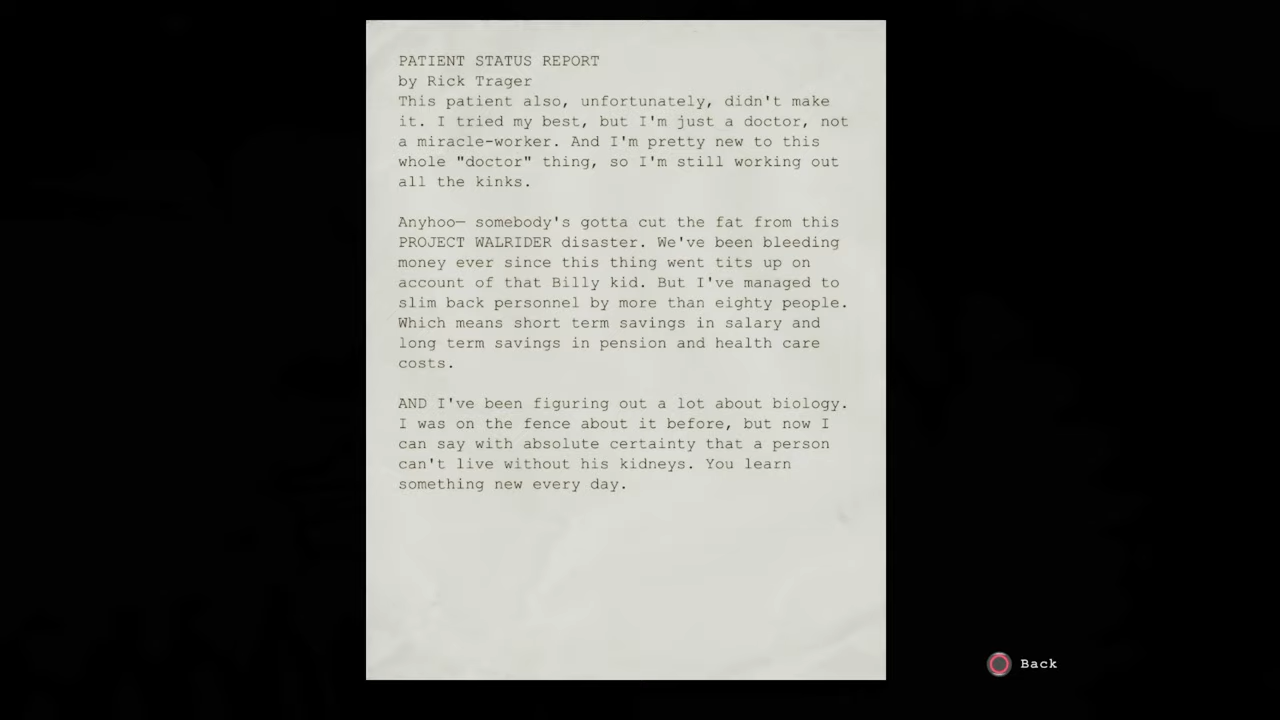 PATIENT STATUS REPORT
by Rick Trager
This patient also, unfortunately, didn't make
it. I tried my best, but I'm just a doctor, not
a miracle-worker. And I'm pretty new to this
whole "doctor" thing, so I'm still working out
all the kinks.
Anyhoo— somebody's gotta cut the fat from this
PROJECT WALRIDER disaster. We've been bleeding
money ever since this thing went tits up on
account of that Billy kid. But I've managed to
slim back personnel by more than eighty people.
Which means short term savings in salary and
long term savings in pension and health care
costs.
AND I've been figuring out a lot about biology.
I was on the fence about it before, but now I
can say with absolute certainty that a person
can't live without his kidneys. You learn
something new every day.
Back